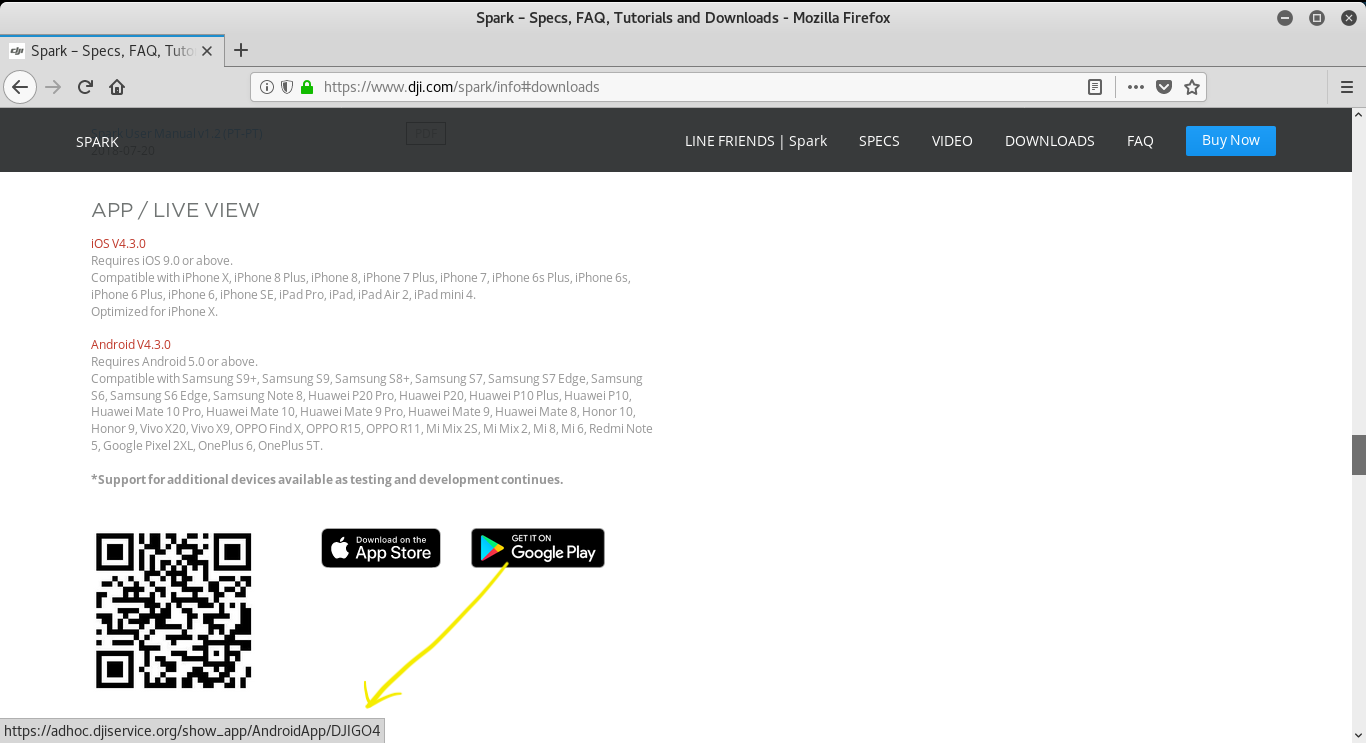 Spark – Specs, FAQ, Tutorials and Downloads - Mozilla Firefox
dji Spark – Specs, FAQ, Tuto
https://www.dji.com/spark/info#downloads
Spark User Manual v1.2 (PT-PT) PDF
SPARK LINE FRIENDS | Spark SPECS VIDEO DOWNLOADS FAQ Buy Now
APP / LIVE VIEW
iOS V4.3.0
Requires iOS 9.0 or above.
Compatible with iPhone X, iPhone 8 Plus, iPhone 8, iPhone 7 Plus, iPhone 7, iPhone 6s Plus, iPhone 6s,
iPhone 6 Plus, iPhone 6, iPhone SE, iPad Pro, iPad, iPad Air 2, iPad mini 4.
Optimized for iPhone X.
Android V4.3.0
Requires Android 5.0 or above.
Compatible with Samsung S9+, Samsung S9, Samsung S8+, Samsung S7, Samsung S7 Edge, Samsung
S6, Samsung S6 Edge, Samsung Note 8, Huawei P20 Pro, Huawei P20, Huawei P10 Plus, Huawei P10,
Huawei Mate 10 Pro, Huawei Mate 10, Huawei Mate 9 Pro, Huawei Mate 9, Huawei Mate 8, Honor 10,
Honor 9, Vivo X20, Vivo X9, OPPO Find X, OPPO R15, OPPO R11, Mi Mix 2S, Mi Mix 2, Mi 8, Mi 6, Redmi Note
5, Google Pixel 2XL, OnePlus 6, OnePlus 5T.
*Support for additional devices available as testing and development continues.
Download on the
App Store
GET IT ON
Google Play
https://adhoc.djiservice.org/show_app/AndroidApp/DJIGO4